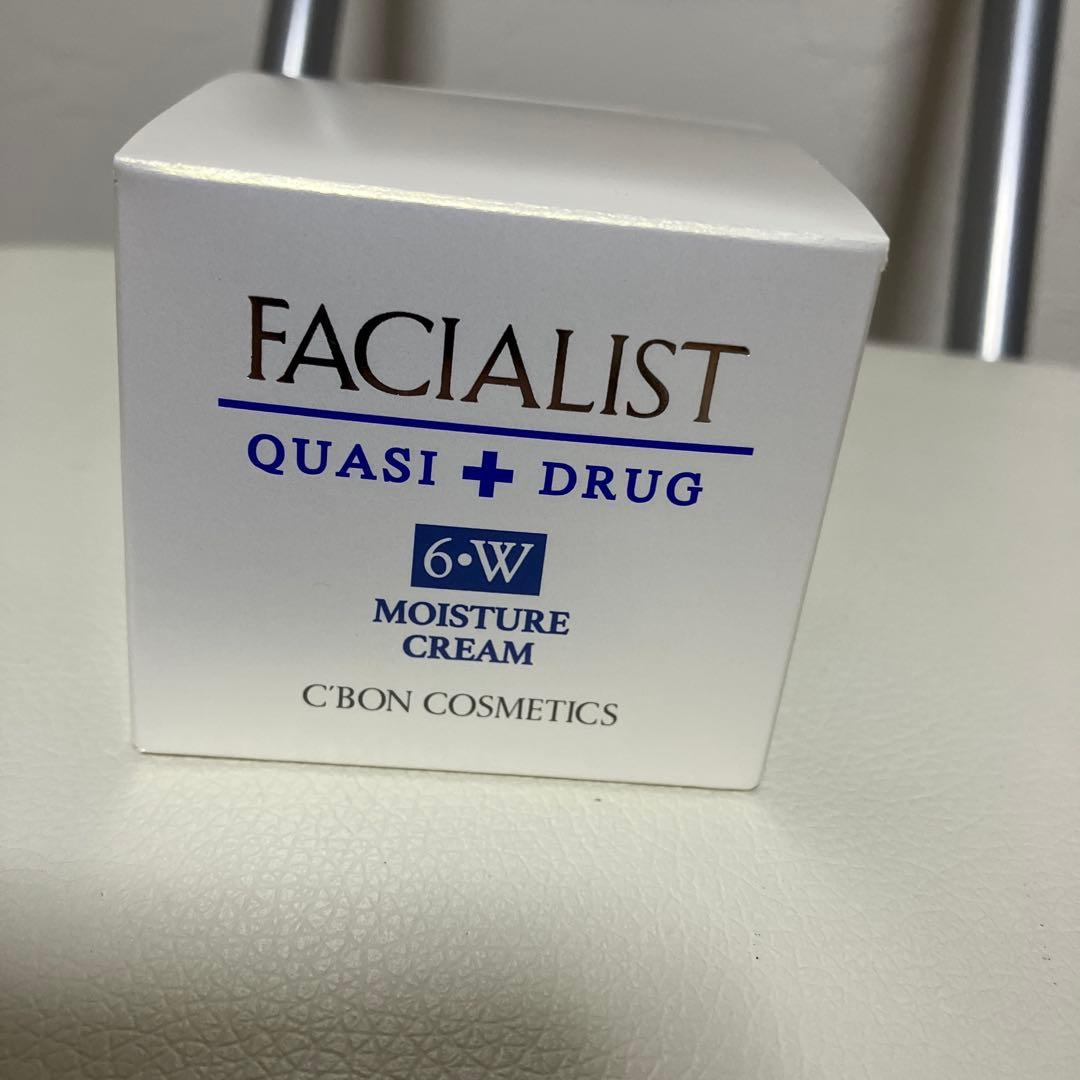 FACIALIST
QUASI + DRUG
6•W
MOISTURE
CREAM
C'BON COSMETICS